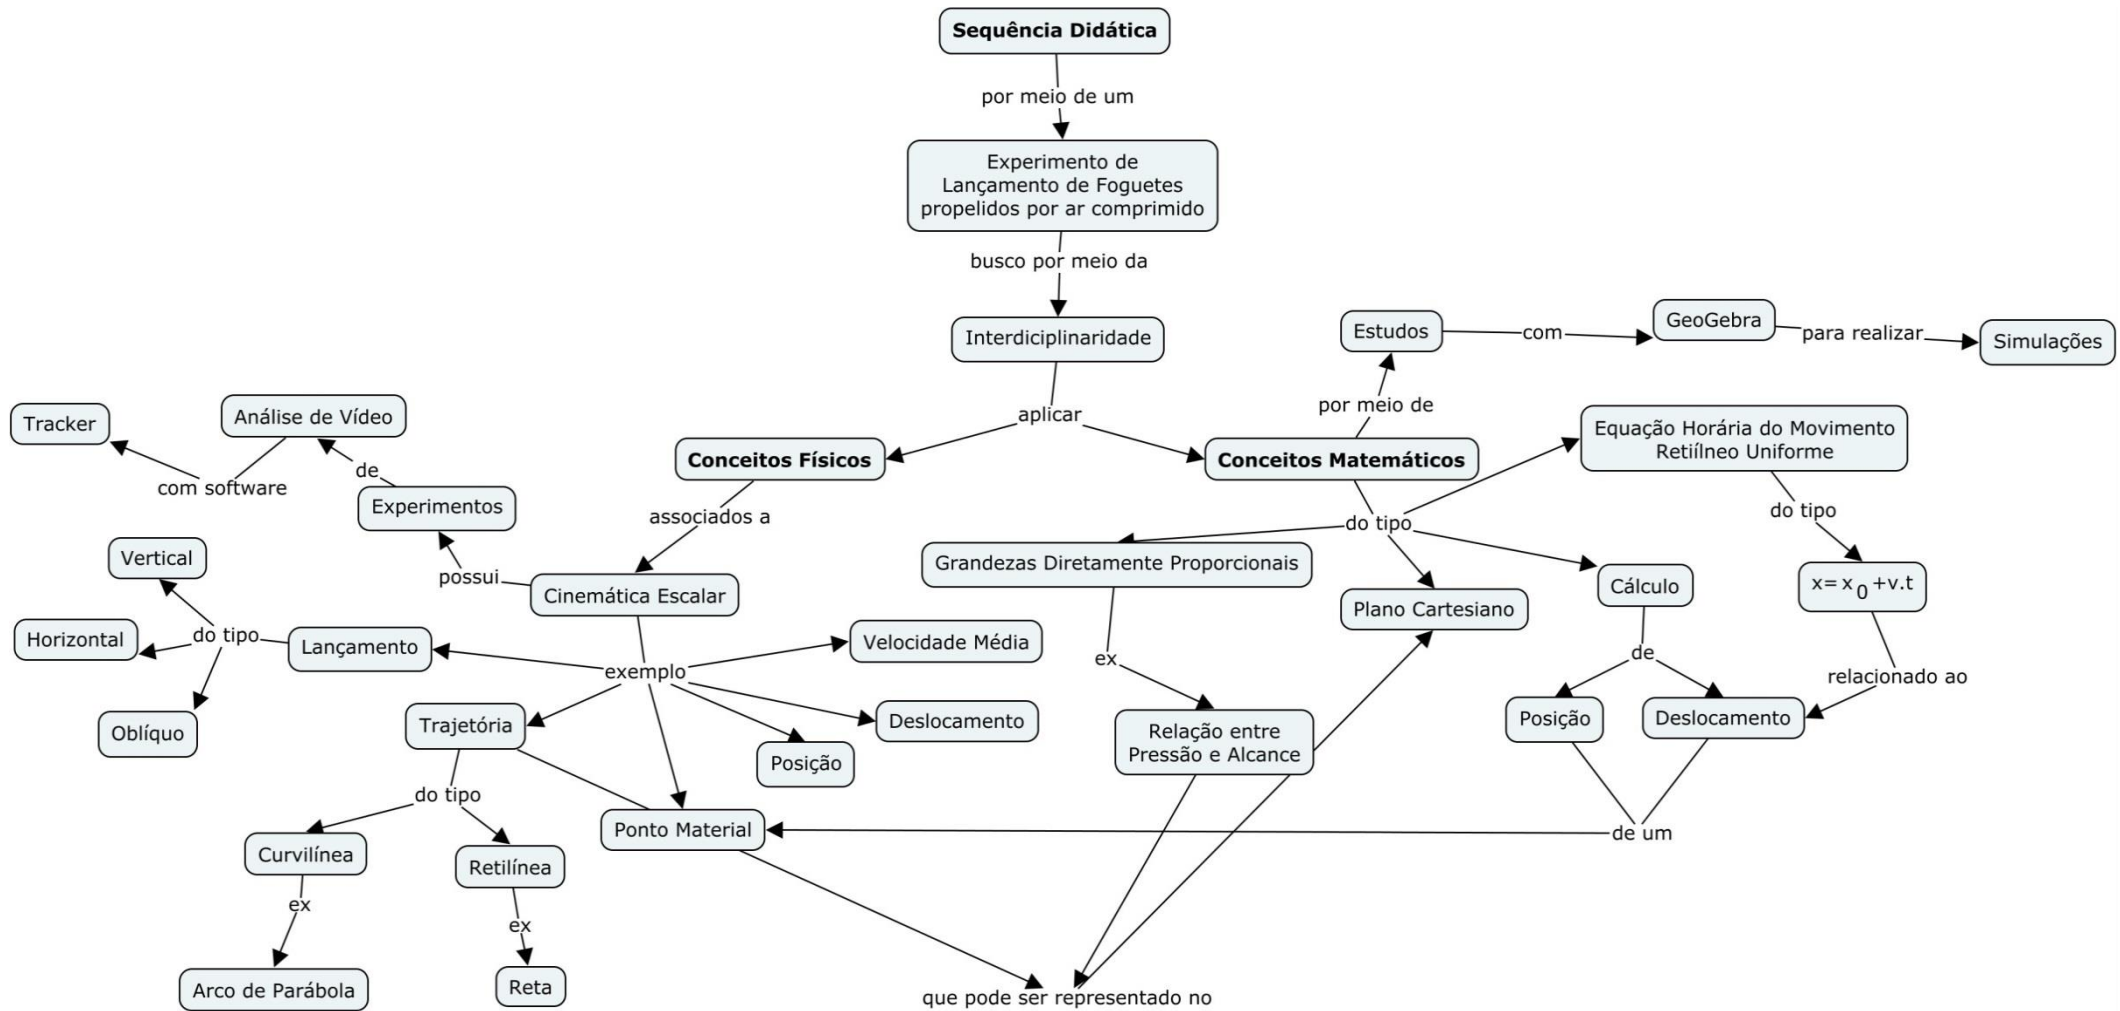 Sequência Didática
por meio de um
Experimento de
Lançamento de Foguetes
propelidos por ar comprimido
busco por meio da
Interdiciplinaridade
aplicar
Conceitos Físicos
Conceitos Matemáticos
por meio de
Estudos
com
GeoGebra
para realizar
Simulações
Tracker
Análise de Vídeo
de
com software
Experimentos
associados a
possui
Cinemática Escalar
Vertical
Horizontal
do tipo
Lançamento
Oblíquo
exemplo
Velocidade Média
Deslocamento
Posição
Trajetória
do tipo
Ponto Material
Curvilínea
Retilínea
ex
ex
Arco de Parábola
Reta
do tipo
Grandezas Diretamente Proporcionais
Plano Cartesiano
Cálculo
Equação Horária do Movimento
Retiílneo Uniforme
do tipo
x=x0+v.t
relacionado ao
ex
de
Relação entre
Pressão e Alcance
Posição
Deslocamento
de um
que pode ser representado no